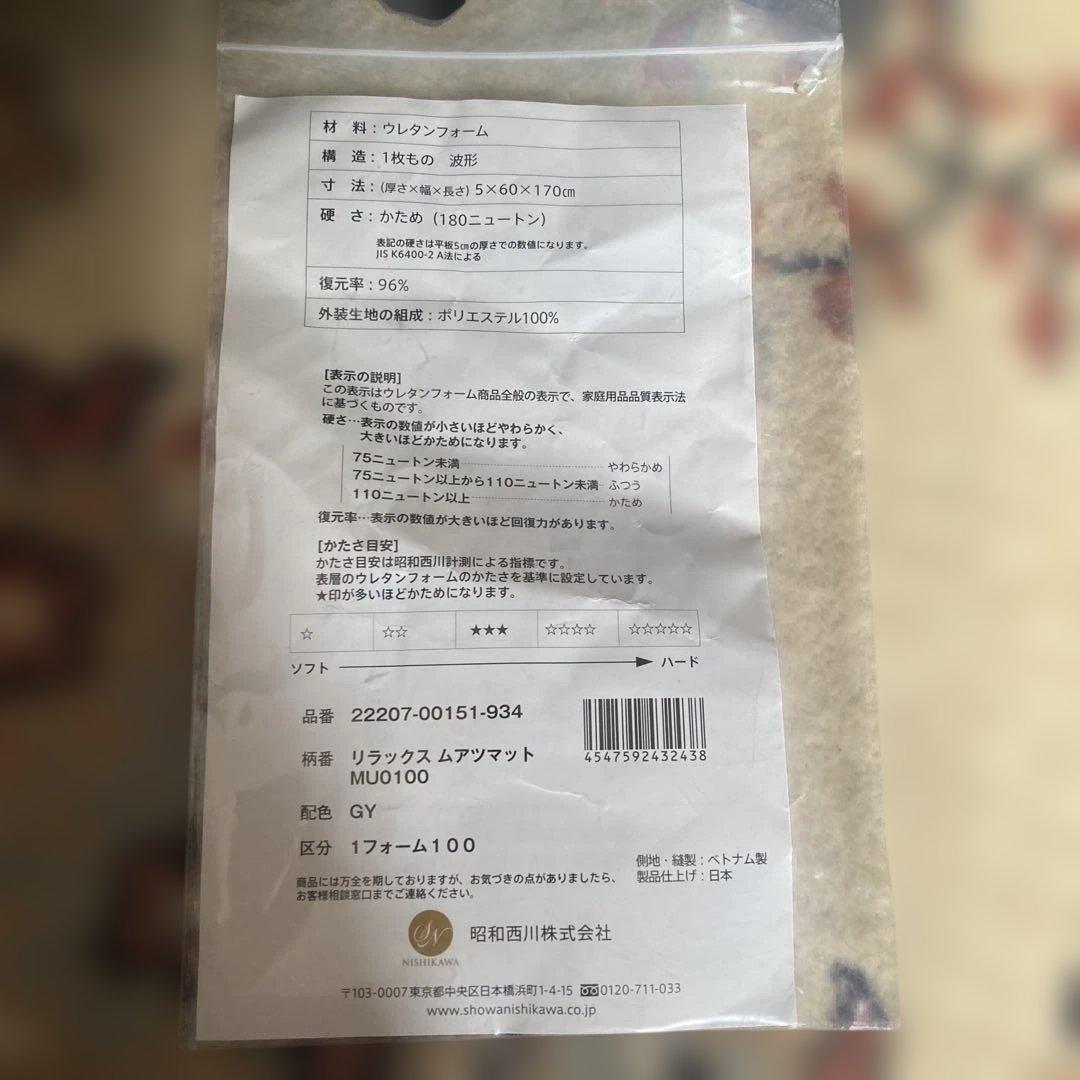 材 料：ウレタンフォーム
構 造：1枚もの 波形
寸 法：(厚さ×幅×長さ) 5×60×170㎝
硬 さ：かため（180ニュートン）
表記の硬さは平板5㎝の厚さでの数値になります。
JIS K6400-2 A法による
復元率：96%
外装生地の組成：ポリエステル100%
[表示の説明]
この表示はウレタンフォーム商品全般の表示で、家庭用品品質表示法
に基づくものです。
硬さ…表示の数値が小さいほどやわらかく、
大きいほどかためになります。
75ニュートン未満 やわらかめ
75ニュートン以上から110ニュートン未満 ふつう
110ニュートン以上 かため
復元率…表示の数値が大きいほど回復力があります。
[かたさ目安]
かたさ目安は昭和西川計測による指標です。
表層のウレタンフォームのかたさを基準に設定しています。
★印が多いほどかためになります。
☆ ☆☆ ★★★ ☆☆☆☆ ☆☆☆☆☆
ソフト ハード
品番 22207-00151-934
4547592432438
柄番 リラックス ムアツマット
MU0100
配色 GY
区分 1フォーム100
側地・縫製：ベトナム製
製品仕上げ：日本
商品には万全を期しておりますが、お気づきの点がありましたら、
お客様相談窓口までご連絡ください。
SN
NISHIKAWA
昭和西川株式会社
〒103-0007 東京都中央区日本橋浜町1-4-15 0120-711-033
www.showanishikawa.co.jp